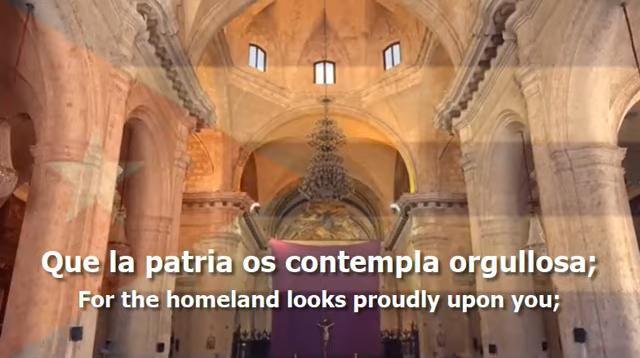 Que la patria os contempla orgullosa;
For the homeland looks proudly upon you;